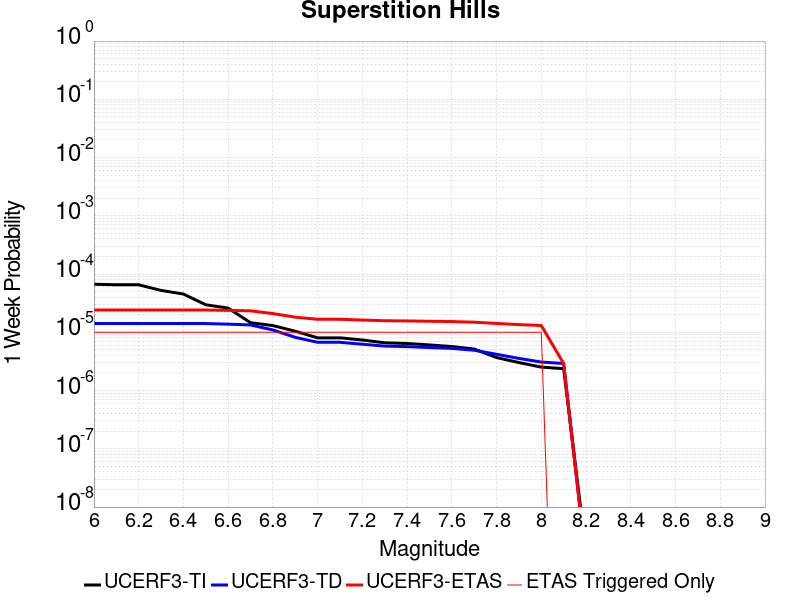 Superstition Hills
10 0
10 -1
10 -2
10 -3
10 -4
10 -5
10 -6
10 -7
10 -8
1 Week Probability
6 6.2 6.4 6.6 6.8 7 7.2 7.4 7.6 7.8 8 8.2 8.4 8.6 8.8 9
Magnitude
UCERF3-TI UCERF3-TD UCERF3-ETAS ETAS Triggered Only